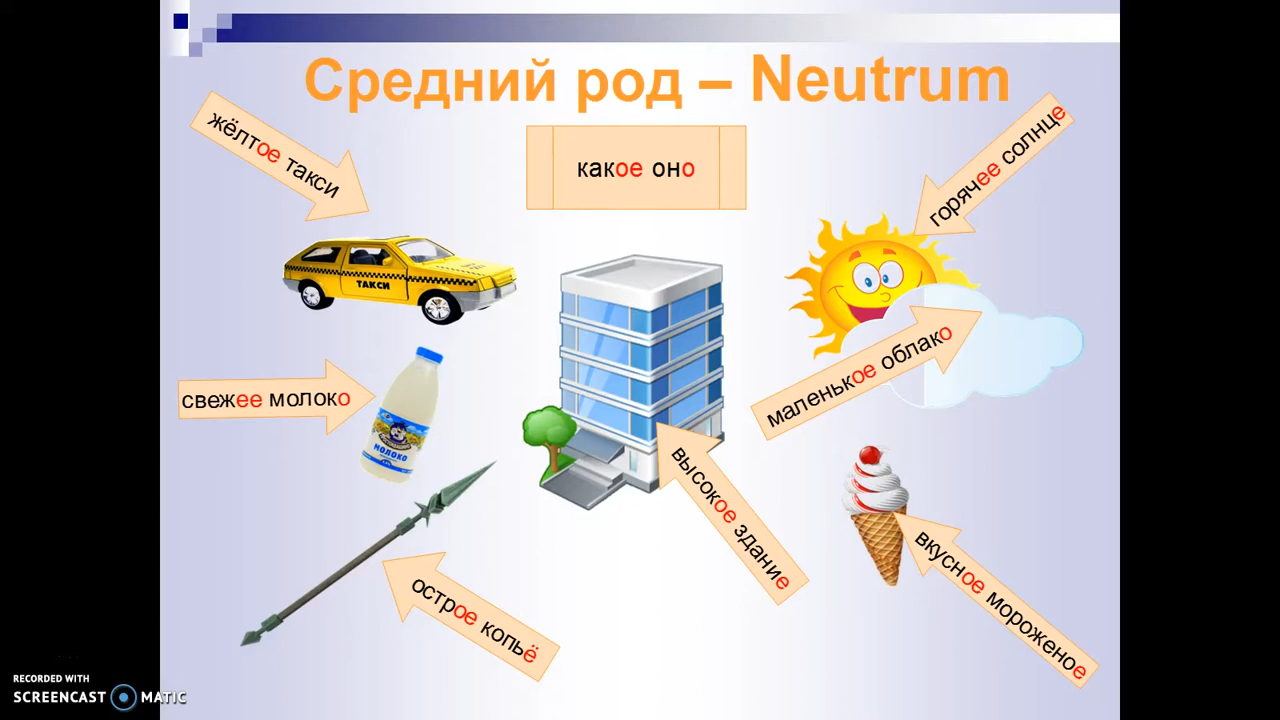 Средний род – Neutrum
жёлтое такси
какое оно
горячее солнце
ТАКСИ
маленькое облако
свежее молоко
МОЛОКО
высокое здание
вкусное мороженое
острое копьё
RECORDED WITH
SCREENCAST MATIC